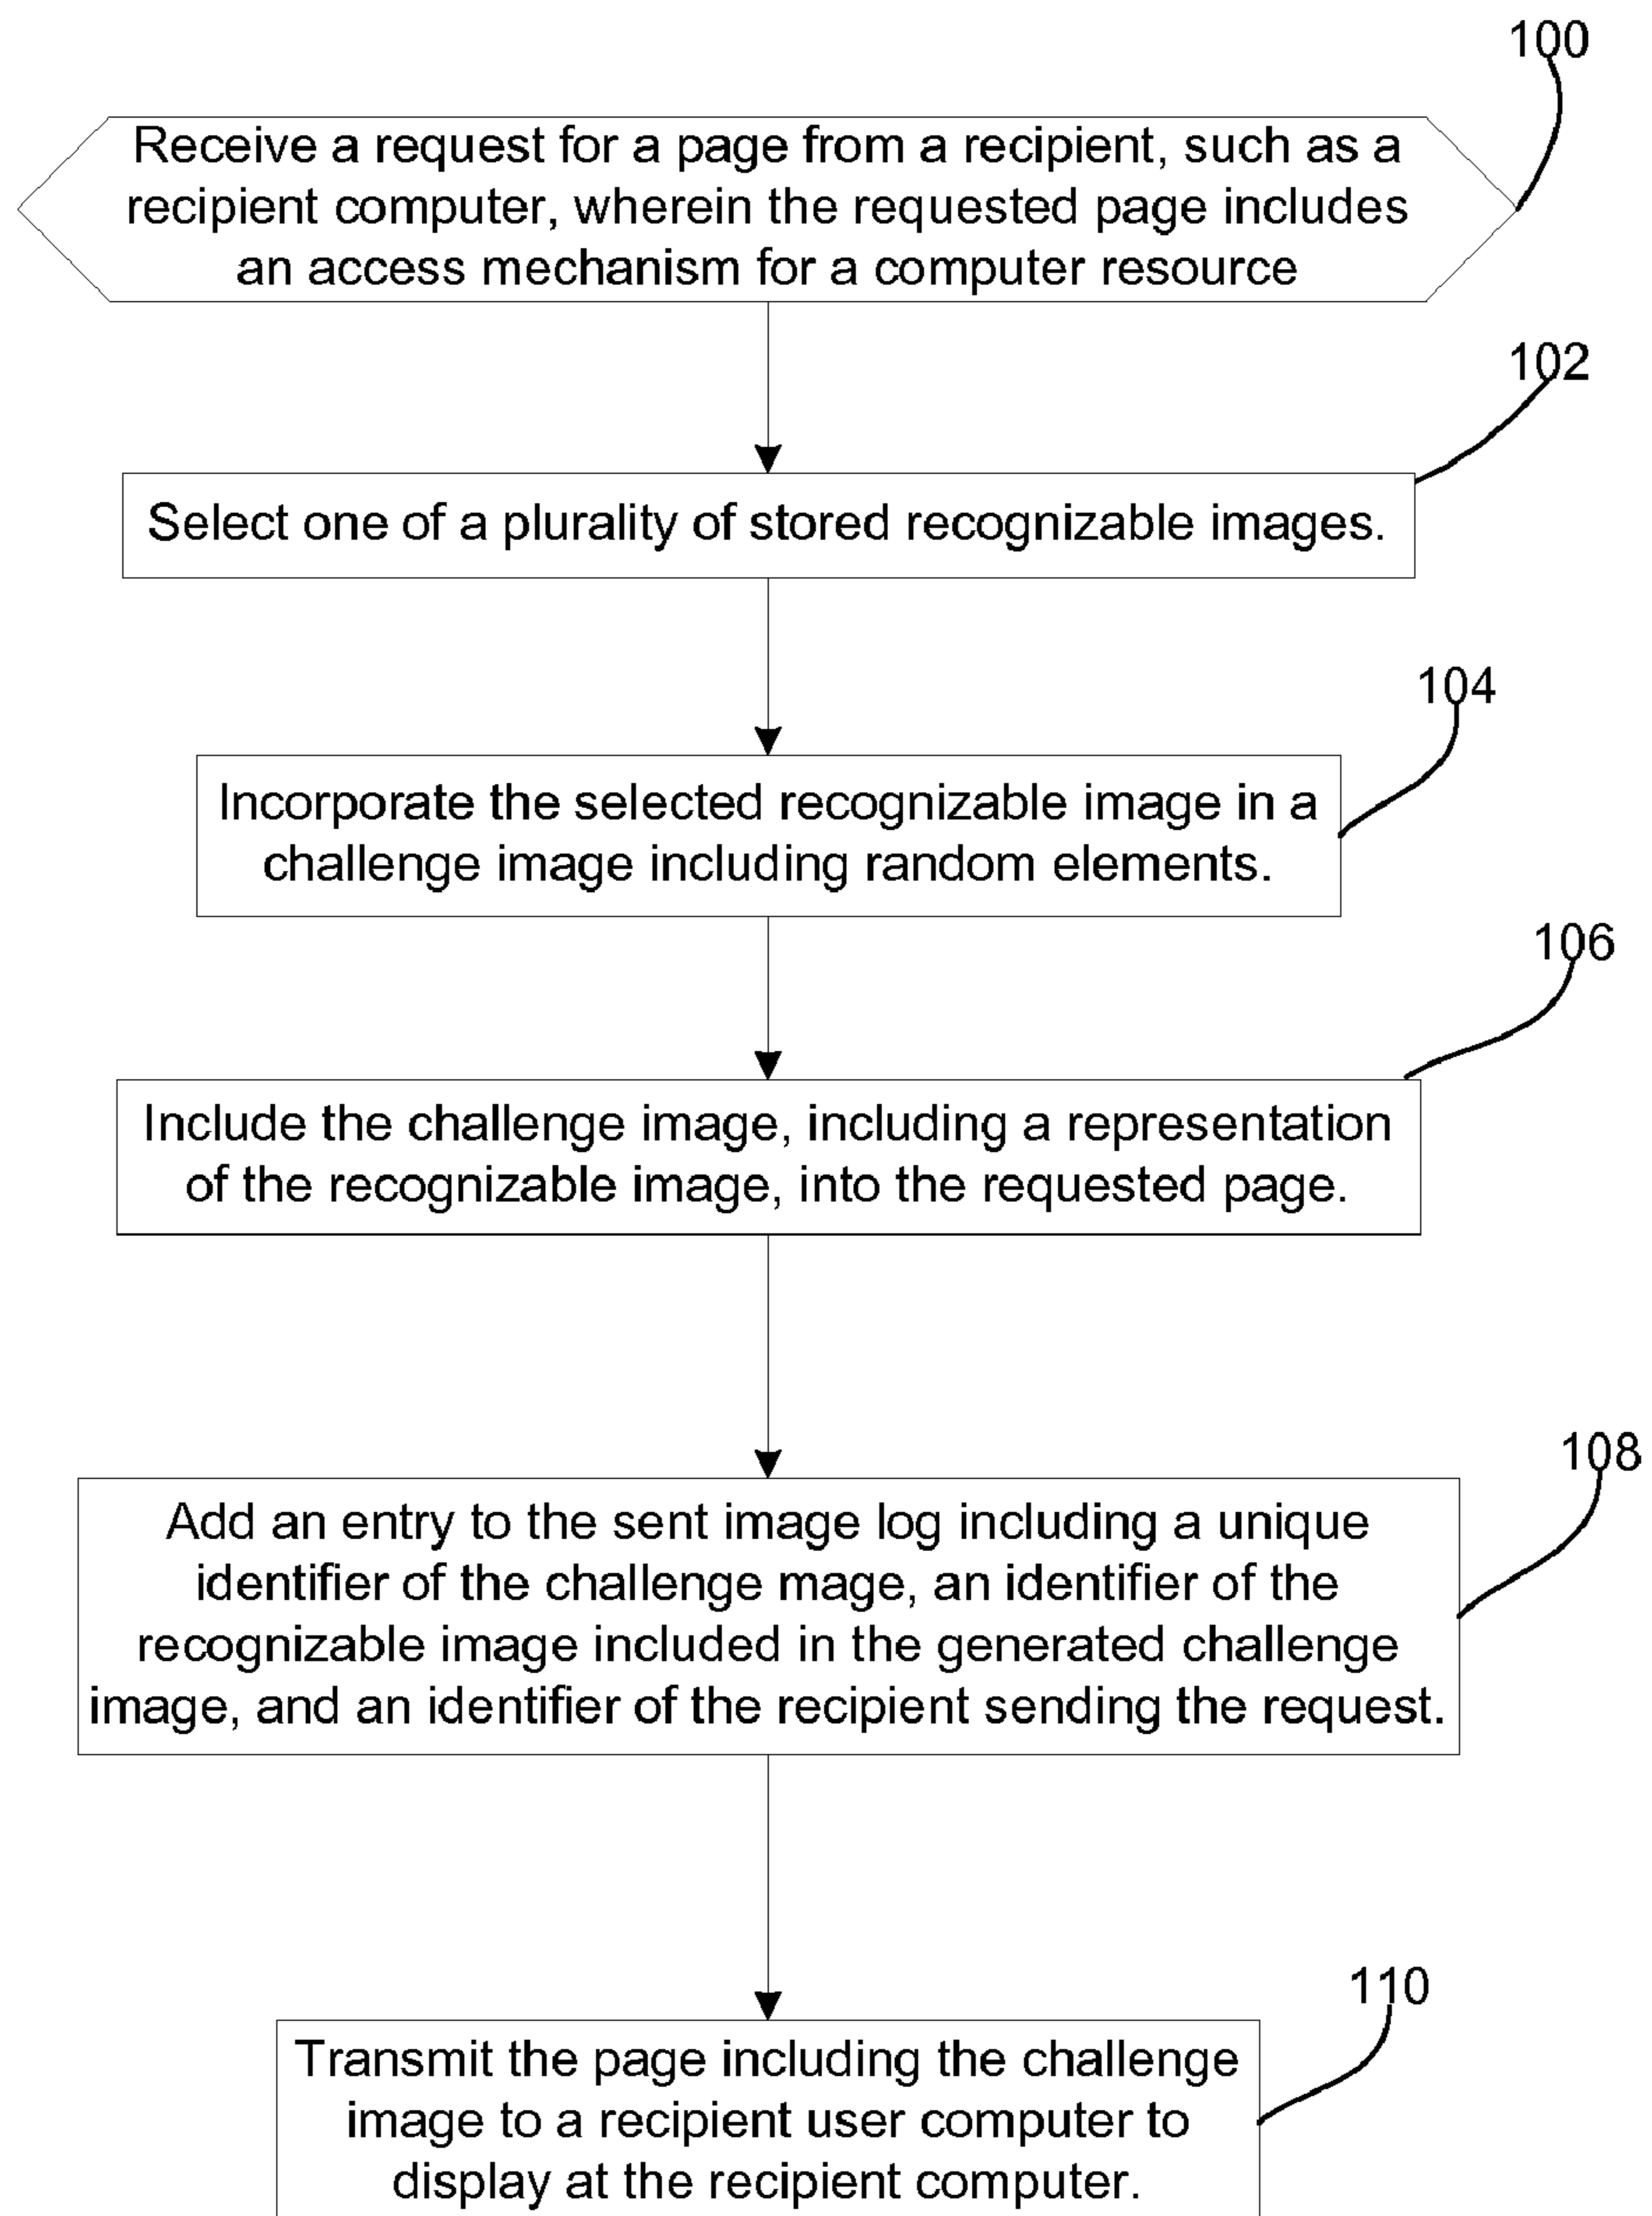 100
Receive a request for a page from a recipient, such as a
recipient computer, wherein the requested page includes
an access mechanism for a computer resource
102
Select one of a plurality of stored recognizable images.
104
Incorporate the selected recognizable image in a
challenge image including random elements.
106
Include the challenge image, including a representation
of the recognizable image, into the requested page.
108
Add an entry to the sent image log including a unique
identifier of the challenge mage, an identifier of the
recognizable image included in the generated challenge
image, and an identifier of the recipient sending the request.
110
Transmit the page including the challenge
image to a recipient user computer to
display at the recipient computer.